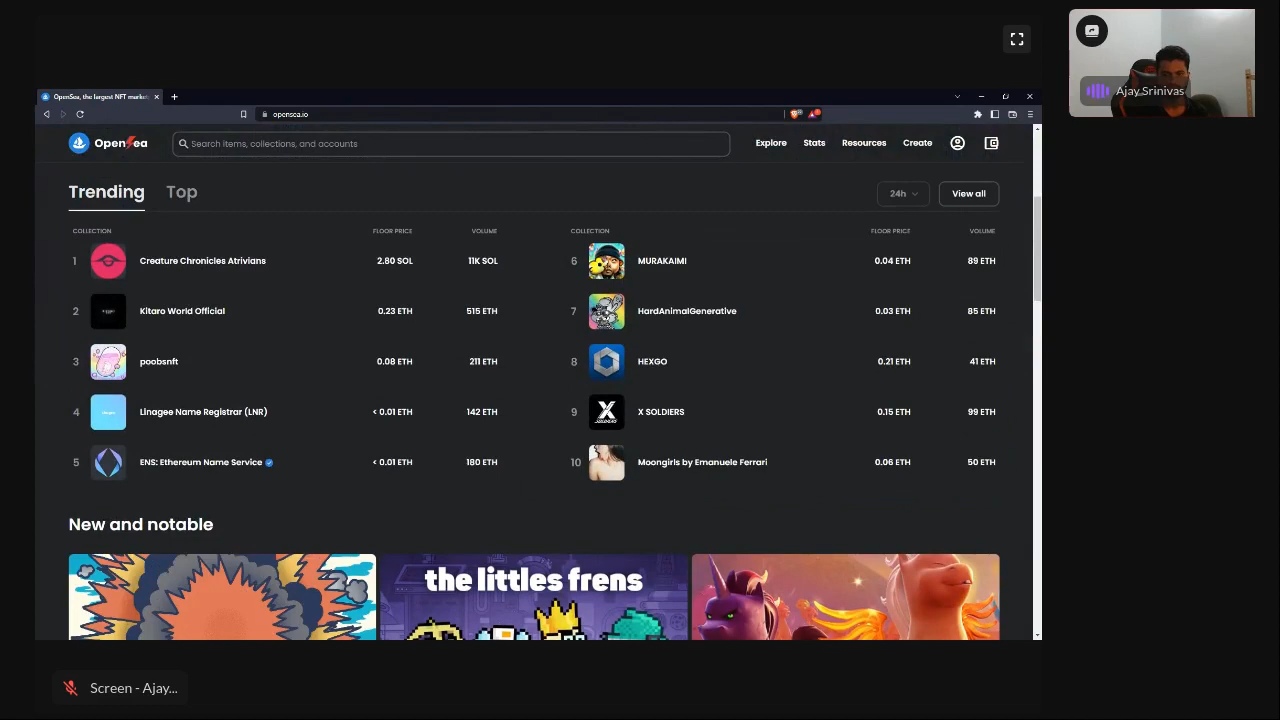 OpenSea, the largest NFT market
opensea.io
OpenSea
Search items, collections, and accounts
Explore
Stats
Resources
Create
Trending
Top
24h
View all
COLLECTION FLOOR PRICE VOLUME
1 Creature Chronicles Atrivians 2.80 SOL 11K SOL
2 Kitaro World Official 0.23 ETH 515 ETH
3 poobsnft 0.08 ETH 211 ETH
4 Linagee Name Registrar (LNR) < 0.01 ETH 142 ETH
5 ENS: Ethereum Name Service < 0.01 ETH 180 ETH
COLLECTION FLOOR PRICE VOLUME
6 MURAKAIMI 0.04 ETH 89 ETH
7 HardAnimalGenerative 0.03 ETH 85 ETH
8 HEXGO 0.21 ETH 41 ETH
9 X SOLDIERS 0.15 ETH 99 ETH
10 Moongirls by Emanuele Ferrari 0.06 ETH 50 ETH
New and notable
the littles frens
Screen - Ajay...
Ajay Srinivas